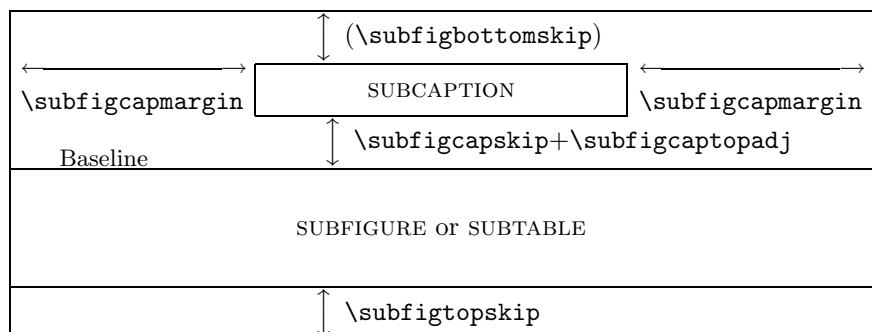 (\subfigbottomskip)
\subfigcapmargin SUBCAPTION \subfigcapmargin
\subfigcapskip+\subfigcaptopadj
Baseline
SUBFIGURE or SUBTABLE
\subfigtopskip